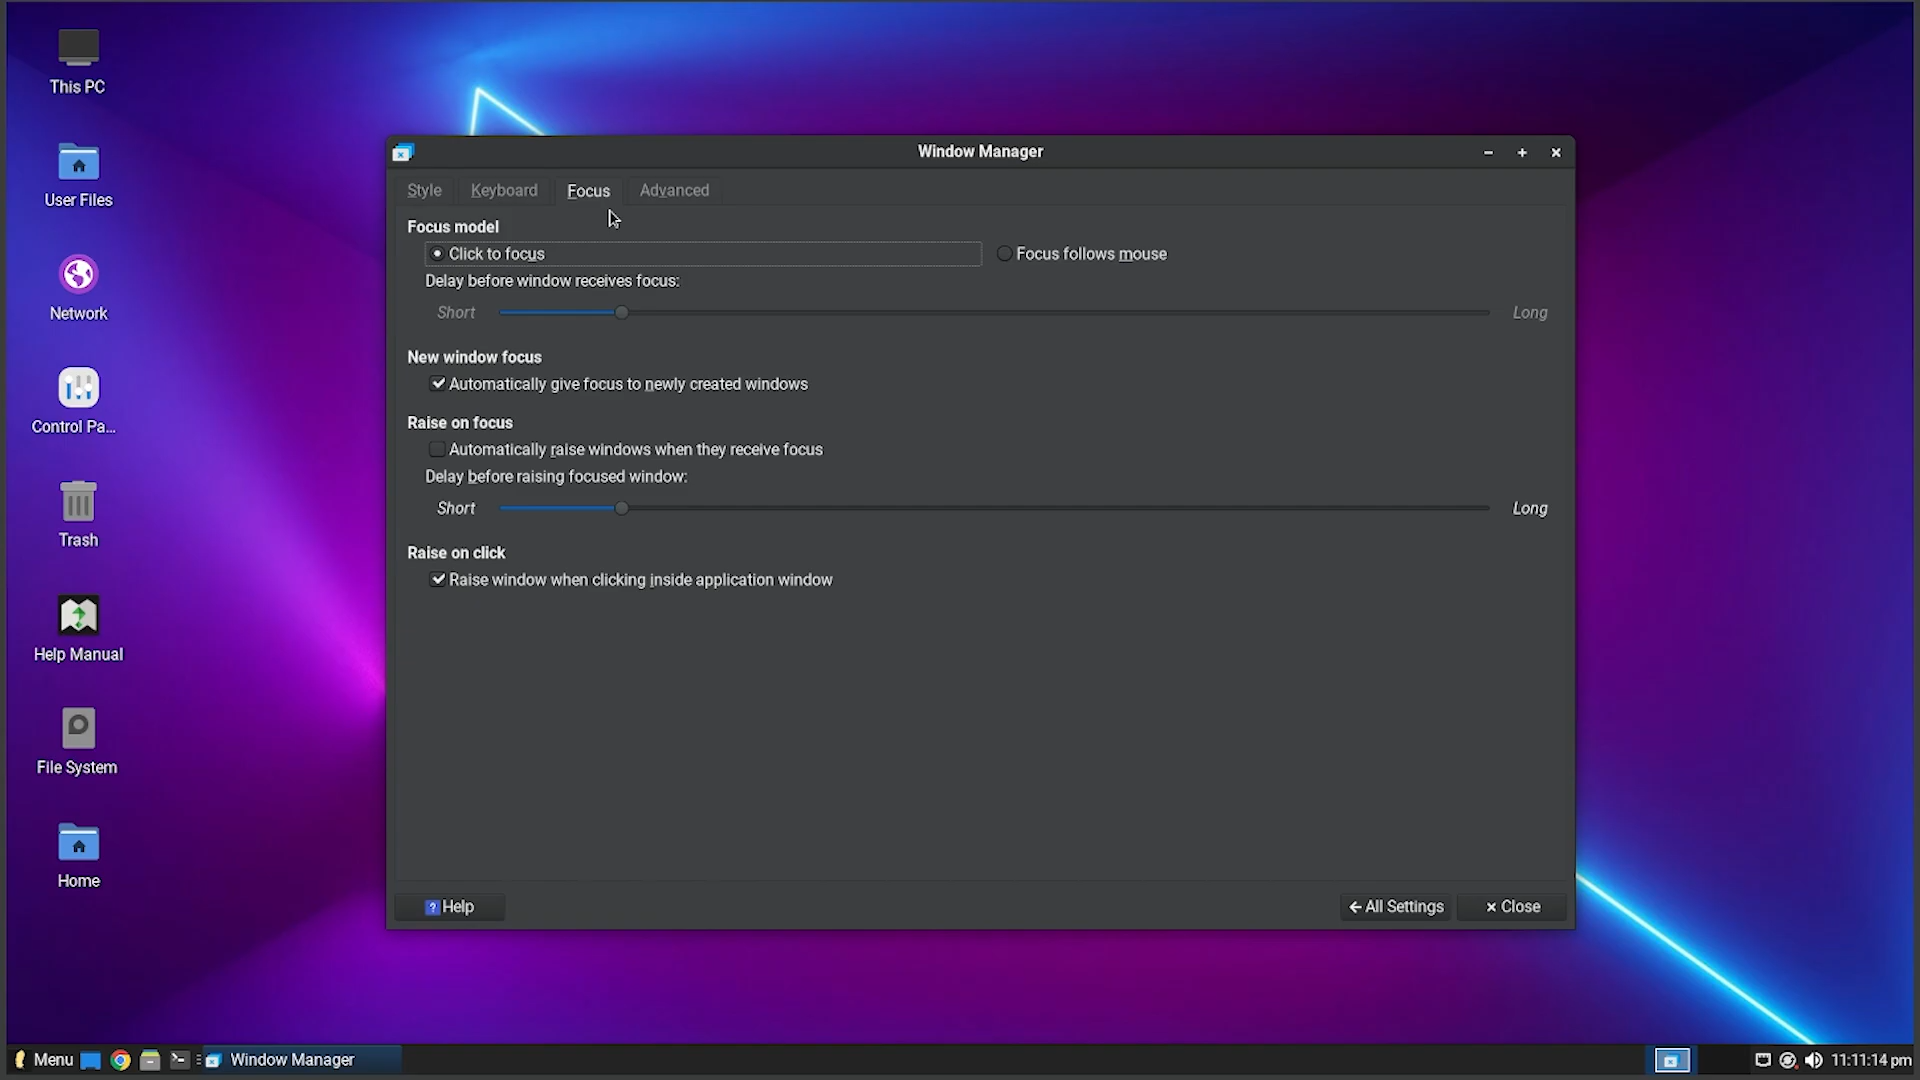 This PC
User Files
Network
Control Pa...
Trash
Help Manual
File System
Home
Window Manager
Style Keyboard Focus Advanced
Focus model
Click to focus Focus follows mouse
Delay before window receives focus:
Short Long
New window focus
Automatically give focus to newly created windows
Raise on focus
Automatically raise windows when they receive focus
Delay before raising focused window:
Short Long
Raise on click
Raise window when clicking inside application window
Help All Settings Close
Menu Window Manager 11:11:14 pm